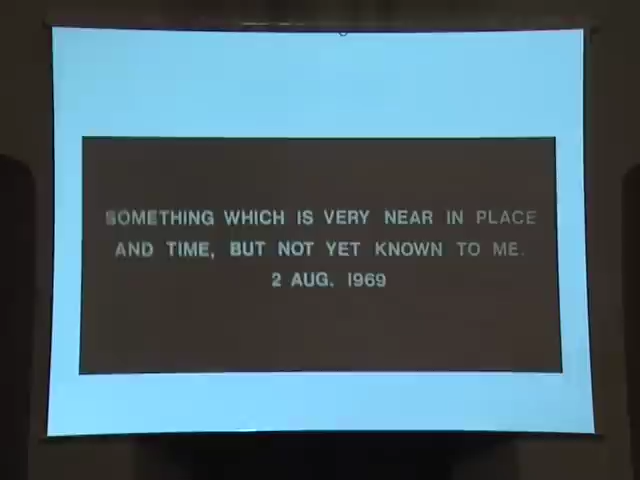 SOMETHING WHICH IS VERY NEAR IN PLACE
AND TIME, BUT NOT YET KNOWN TO ME.
2 AUG. 1969